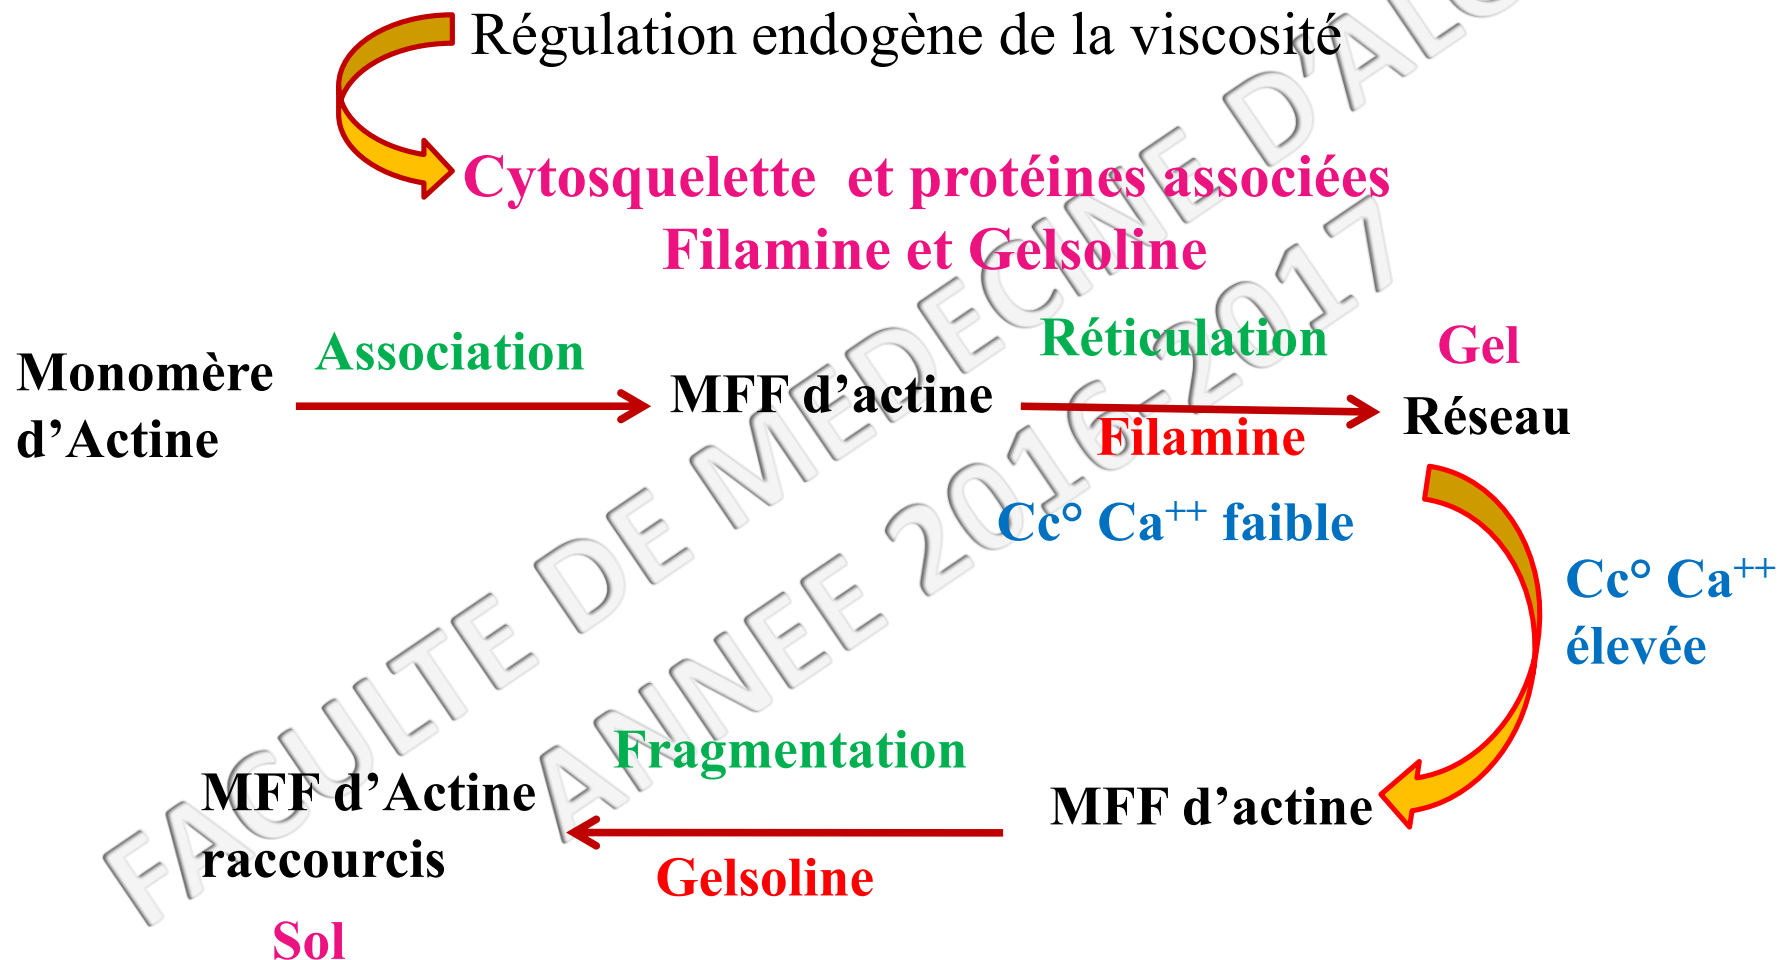 Régulation endogène de la viscosité
Cytosquelette et protéines associées
Filamine et Gelsoline
Monomère
d’Actine
Association
MFF d’actine
Réticulation
Filamine
Cc° Ca⁺⁺ faible
Gel
Réseau
Cc° Ca⁺⁺
élevée
MFF d’actine
Fragmentation
Gelsoline
MFF d’Actine
raccourcis
Sol
FACULTE DE MEDECINE
ANNEE 2016-2017